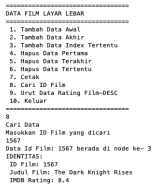 ==============================
DATA FILM LAYAR LEBAR
==============================
1. Tambah Data Awal
2. Tambah Data Akhir
3. Tambah Data Index Tertentu
4. Hapus Data Pertama
5. Hapus Data Terakhir
6. Hapus Data Tertentu
7. Cetak
8. Cari ID Film
9. Urut Data Rating Film-DESC
10. Keluar
==============================
8
Cari Data
Masukkan ID Film yang dicari
1567
Data Id Film: 1567 berada di node ke- 3
IDENTITAS:
ID Film: 1567
Judul Film: The Dark Knight Rises
IMDB Rating: 8.4